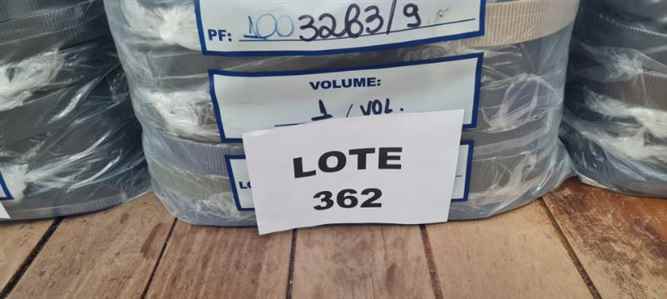 PF: 1003283/9
VOLUME:
1 / VOL.
LOTE
362